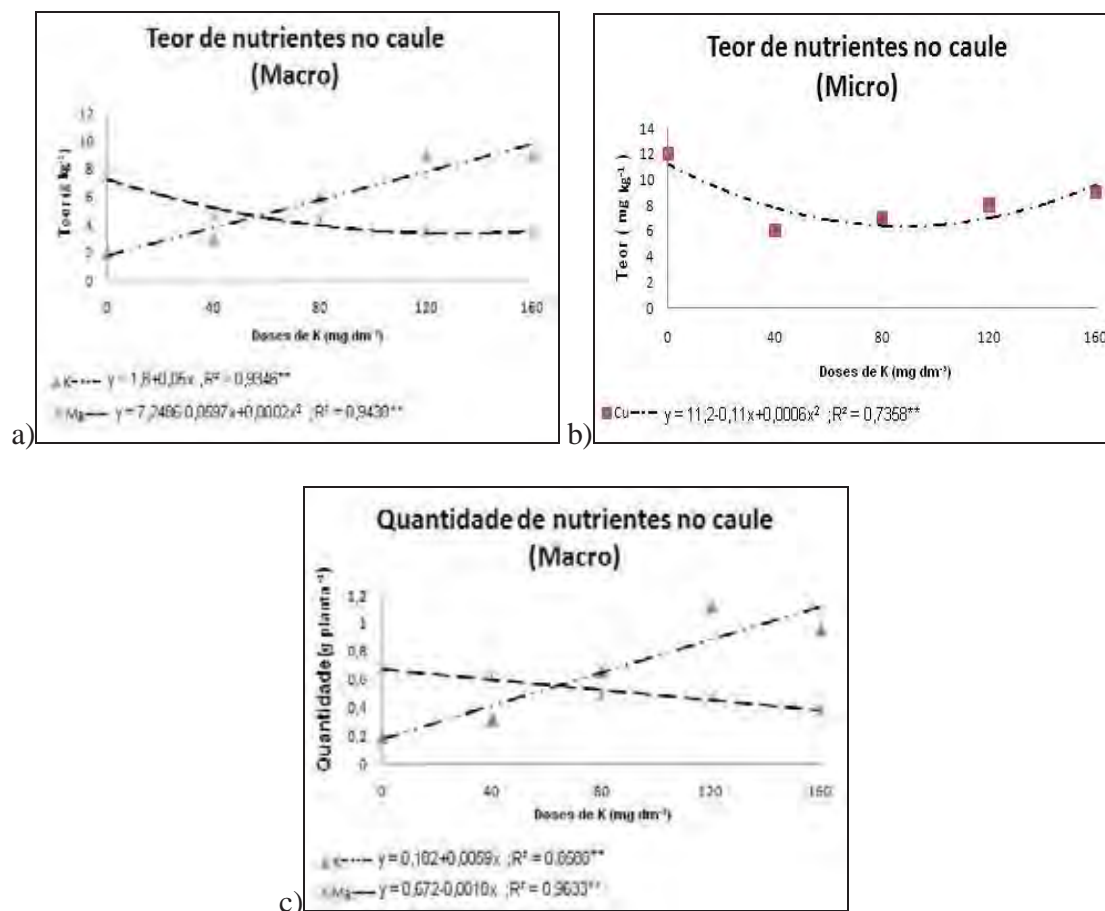 Teor de nutrientes no caule
(Macro)
Teor (g kg⁻¹)
12
10
8
6
4
2
0
0 40 80 120 160
Doses de K (mg dm⁻³)
K y = 1,8+0,05x ; R² = 0,9346**
Mg y = 7,2486-0,0597x+0,0002x² ; R² = 0,9430**
a)
Teor de nutrientes no caule
(Micro)
Teor ( mg kg⁻¹ )
14
12
10
8
6
4
2
0
0 40 80 120 160
Doses de K (mg dm⁻³)
Cu y = 11,2-0,11x+0,0006x² ;R² = 0,7358**
b)
Quantidade de nutrientes no caule
(Macro)
Quantidade (g planta⁻¹)
1,2
1
0,8
0,6
0,4
0,2
0
0 40 80 120 160
Doses de K (mg dm⁻³)
K y = 0,182+0,0059x ; R² =
Mg y = 0,672-0,0018x ; R² = 0,9633**
c)